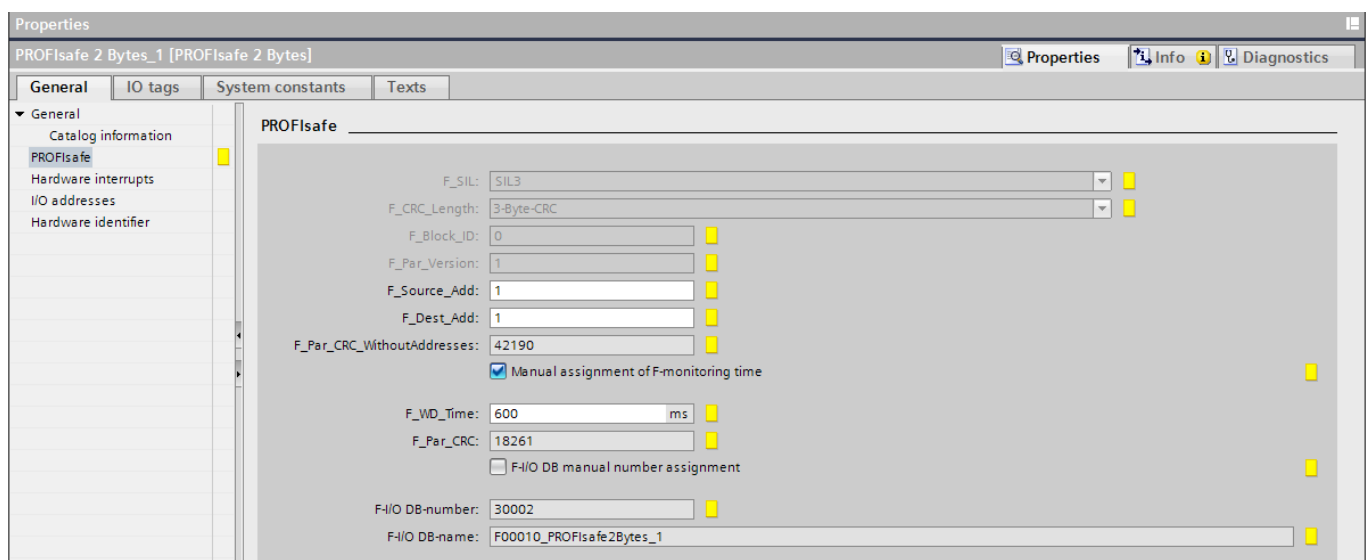 Properties
PROFIsafe 2 Bytes_1 [PROFIsafe 2 Bytes]
Properties
Info
Diagnostics
General
IO tags
System constants
Texts
General
Catalog information
PROFIsafe
Hardware interrupts
I/O addresses
Hardware identifier
PROFIsafe
F_SIL: SIL3
F_CRC_Length: 3-Byte-CRC
F_Block_ID: 0
F_Par_Version: 1
F_Source_Add: 1
F_Dest_Add: 1
F_Par_CRC_WithoutAddresses: 42190
Manual assignment of F-monitoring time
F_WD_Time: 600 ms
F_Par_CRC: 18261
F-I/O DB manual number assignment
F-I/O DB-number: 30002
F-I/O DB-name: F00010_PROFIsafe2Bytes_1